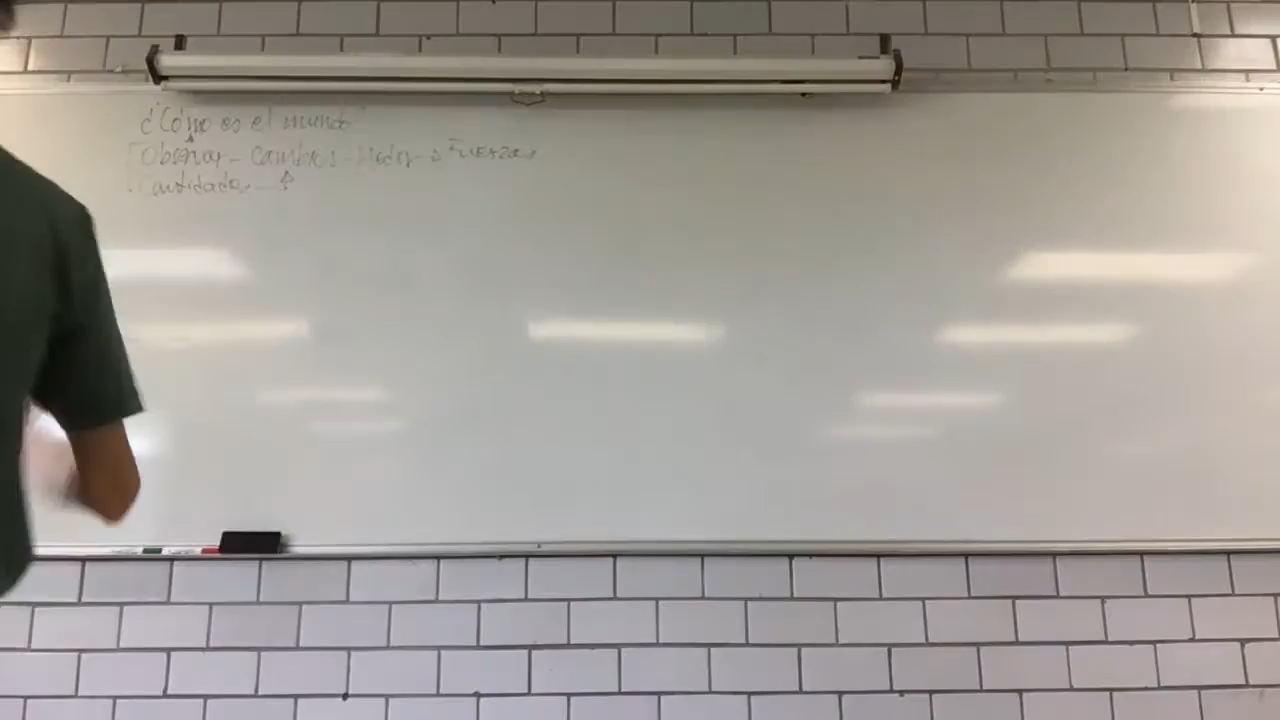 ¿Cómo es el mundo
Observar - Cambios - Medir - Fuerzas
Cantidades